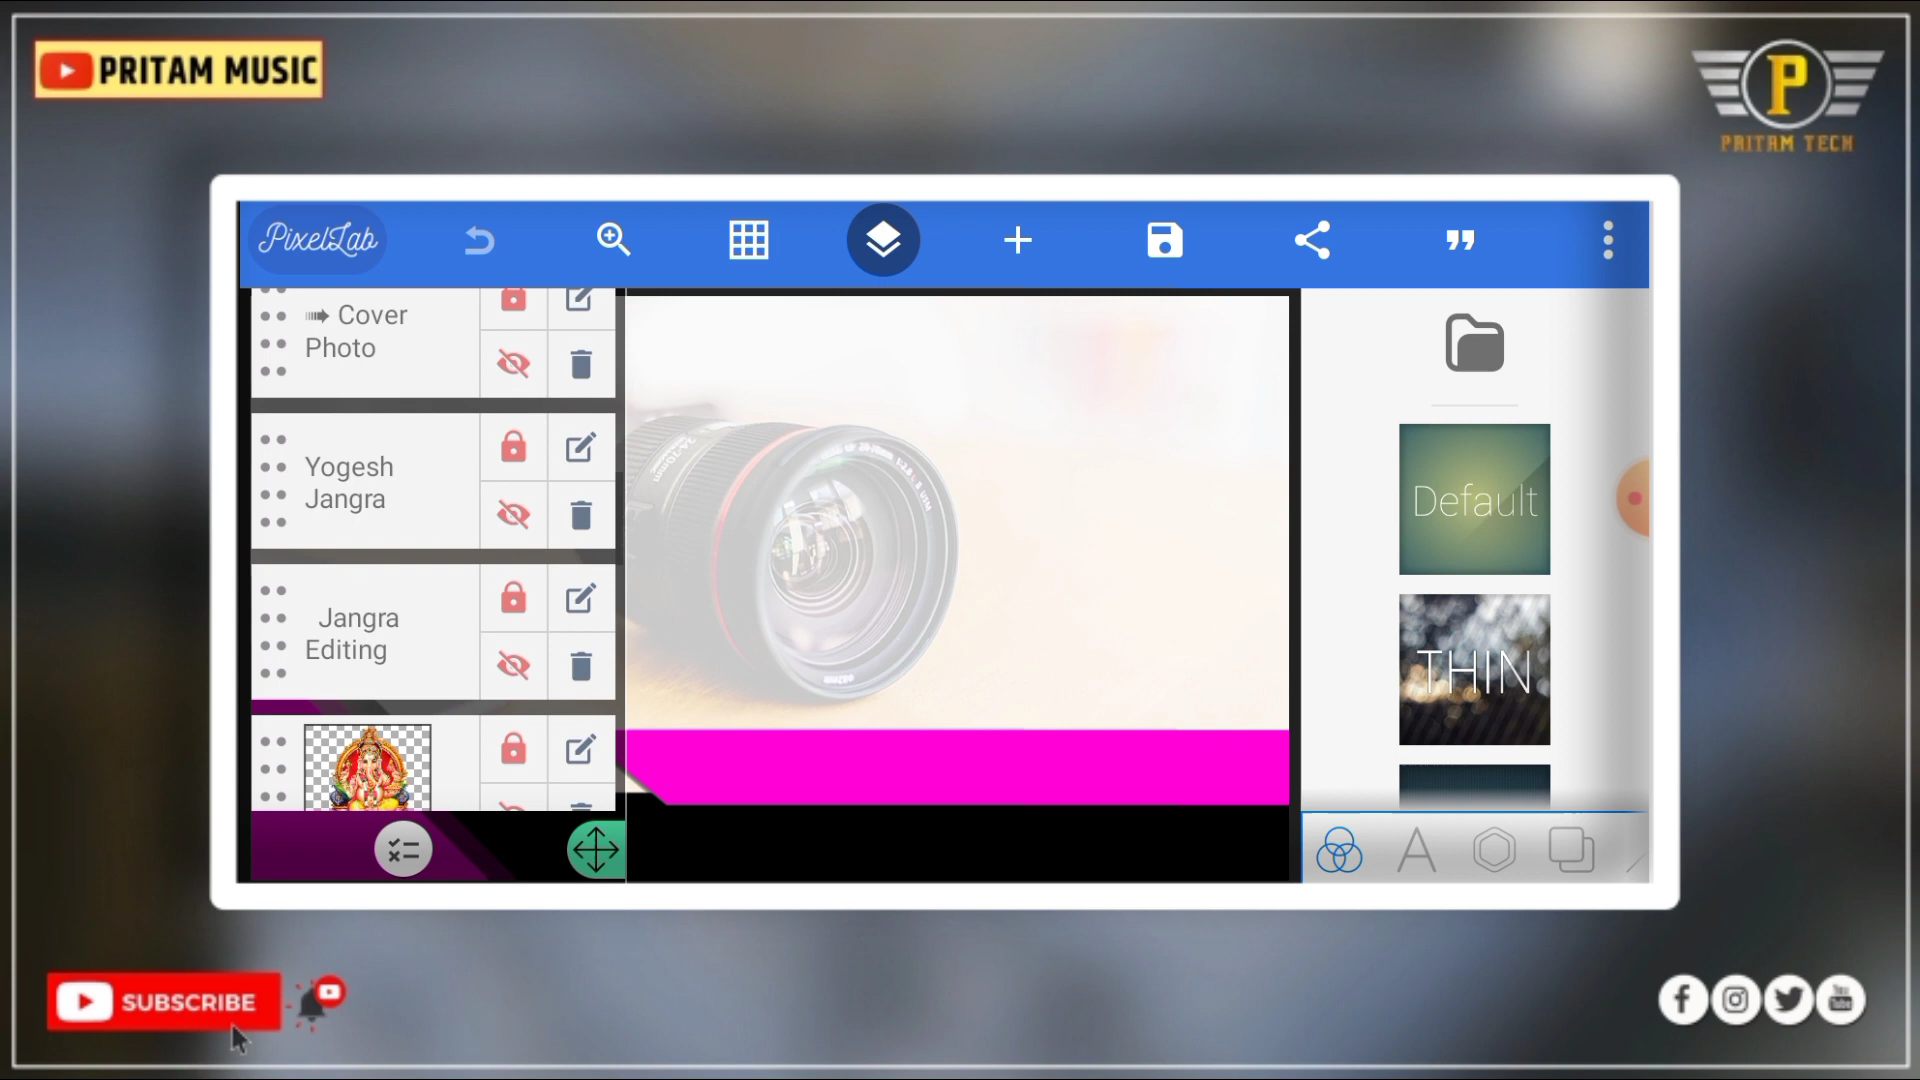 PRITAM MUSIC
P
PRITAM TECH
PixelLab
Cover
Photo
Yogesh
Jangra
Jangra
Editing
Default
THIN
SUBSCRIBE